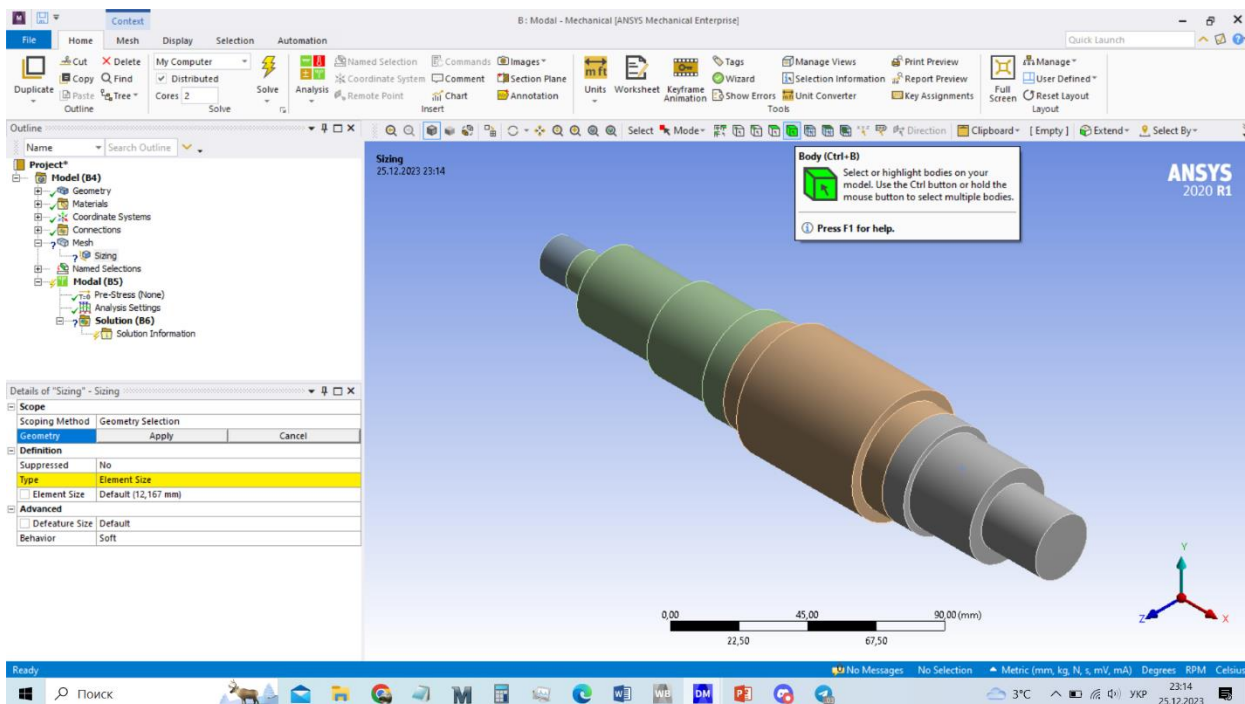 Context
B : Modal - Mechanical [ANSYS Mechanical Enterprise]
File Home Mesh Display Selection Automation
Quick Launch
Duplicate
Cut
Copy
Paste
Delete
Find
Tree
Outline
My Computer
Distributed
Cores 2
Solve
Solve
Analysis
Named Selection
Coordinate System
Remote Point
Commands
Comment
Chart
Images
Section Plane
Annotation
Insert
Units
Worksheet
Keyframe
Animation
Tags
Wizard
Show Errors
Manage Views
Selection Information
Unit Converter
Print Preview
Report Preview
Key Assignments
Tools
Full
Screen
Manage
User Defined
Reset Layout
Layout
Outline
Name
Search Outline
Select Mode
Direction Clipboard [ Empty ] Extend Select By
Project*
Model (B4)
Geometry
Materials
Coordinate Systems
Connections
Mesh
Sizing
Named Selections
Modal (B5)
Pre-Stress (None)
Analysis Settings
Solution (B6)
Solution Information
Sizing
25.12.2023 23:14
Body (Ctrl+B)
Select or highlight bodies on your
model. Use the Ctrl button or hold the
mouse button to select multiple bodies.
Press F1 for help.
ANSYS
2020 R1
Details of "Sizing" - Sizing
Scope
Scoping Method Geometry Selection
Geometry Apply Cancel
Definition
Suppressed No
Type Element Size
Element Size Default (12,167 mm)
Advanced
Defeature Size Default
Behavior Soft
0,00 45,00 90,00 (mm)
22,50 67,50
Y
Z X
Ready
No Messages No Selection Metric (mm, kg, N, s, mV, mA) Degrees RPM Celsius
Поиск
3°C
УКР
23:14
25.12.2023